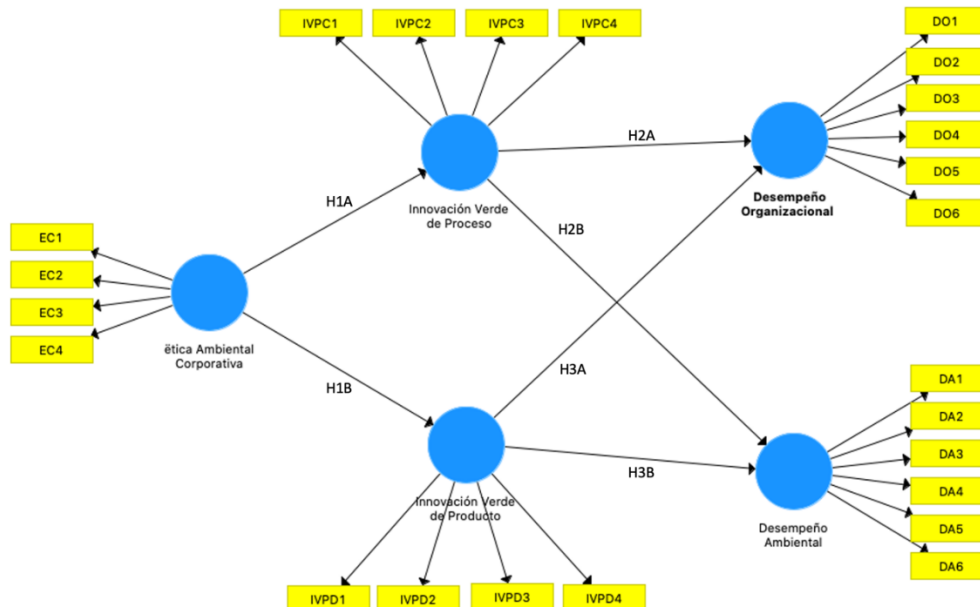 IVPC1
IVPC2
IVPC3
IVPC4
DO1
DO2
DO3
DO4
DO5
DO6
H2A
Desempeño
Organizacional
H1A
Innovación Verde
de Proceso
H2B
EC1
EC2
EC3
EC4
ëtica Ambiental
Corporativa
H3A
H1B
DA1
DA2
DA3
DA4
DA5
DA6
H3B
Innovación Verde
de Producto
Desempeño
Ambiental
IVPD1
IVPD2
IVPD3
IVPD4